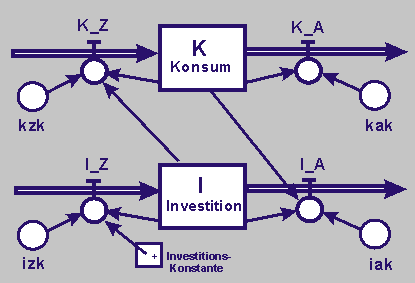 K_Z
K
Konsum
K_A
kzk
kak
I_Z
I
Investition
I_A
izk
+
Investitions-
Konstante
iak